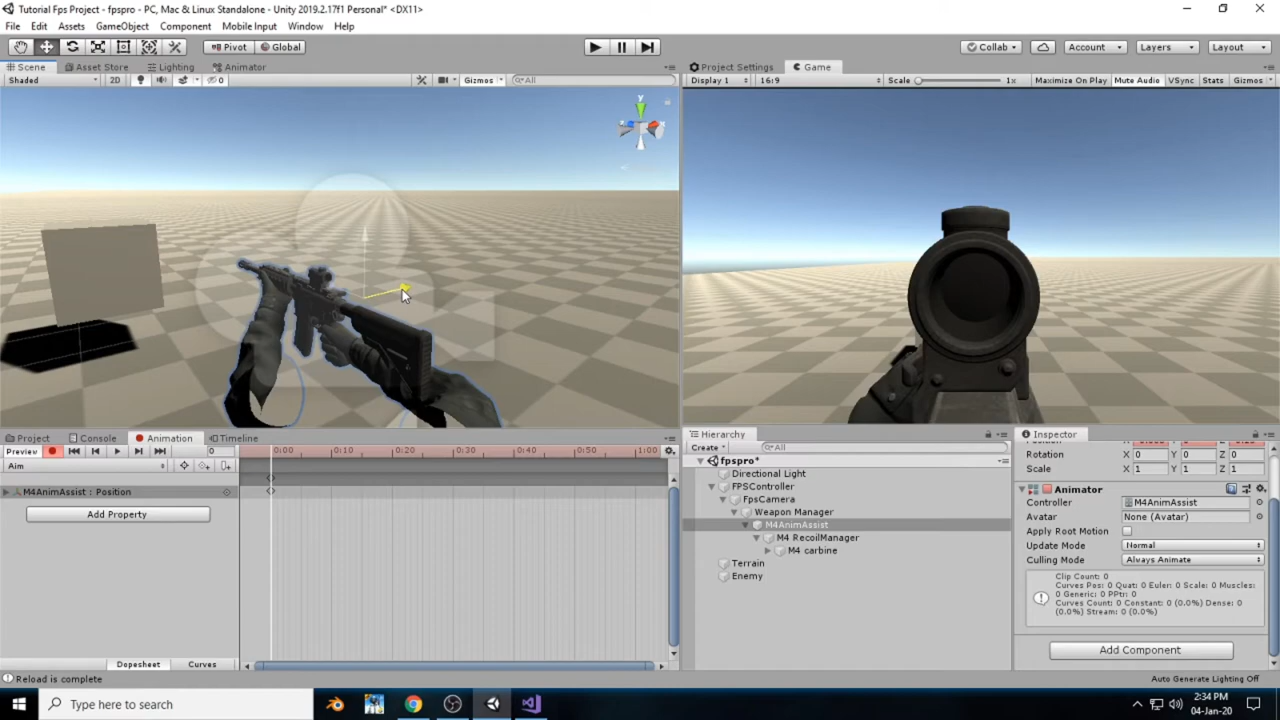 Tutorial Fps Project - fpspro - PC, Mac & Linux Standalone - Unity 2019.2.17f1 Personal* <DX11>
File Edit Assets GameObject Component Mobile Input Window Help
Pivot Global Collab Account Layers Layout
Scene Asset Store Lighting Animator Project Settings Game
Shaded 2D 0 Gizmos All Display 1 16:9 Scale 1x Maximize On Play Mute Audio VSync Stats Gizmos
y
x
Project Console Animation Timeline
Preview 0 0:00 0:10 0:20 0:30 0:40 0:50 1:00
Aim
M4AnimAssist : Position
Add Property
Dopesheet Curves
Hierarchy
Create All
fpspro*
Directional Light
FPSController
FpsCamera
Weapon Manager
M4AnimAssist
M4 RecoilManager
M4 carbine
Terrain
Enemy
Inspector
Rotation X 0 Y 0 Z 0
Scale X 1 Y 1 Z 1
Animator
Controller M4AnimAssist
Avatar None (Avatar)
Apply Root Motion
Update Mode Normal
Culling Mode Always Animate
Clip Count: 0
Curves Pos: 0 Quat: 0 Euler: 0 Scale: 0 Muscles:
0 Generic: 0 PPtr: 0
Curves Count: 0 Constant: 0 (0.0%) Dense: 0
(0.0%) Stream: 0 (0.0%)
Add Component
Reload is complete Auto Generate Lighting Off
Type here to search
2:34 PM
04-Jan-20